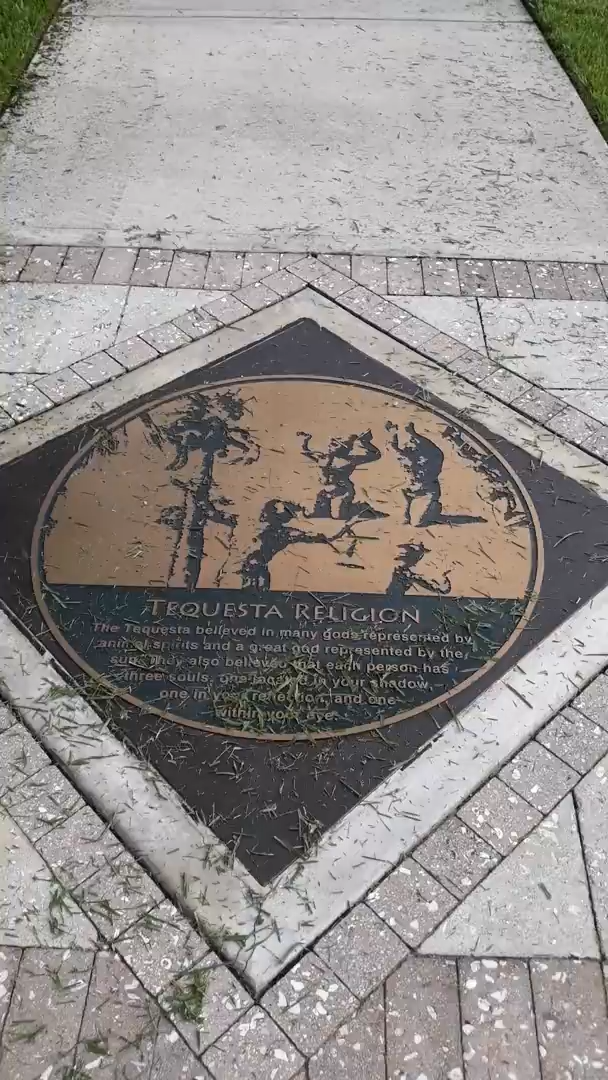 TEQUESTA RELIGION
The Tequesta believed in many gods represented by
animal spirits and a great god represented by the
sun. They also believed that each person has
three souls, one located in your shadow,
one in your reflection, and one
within your eye.